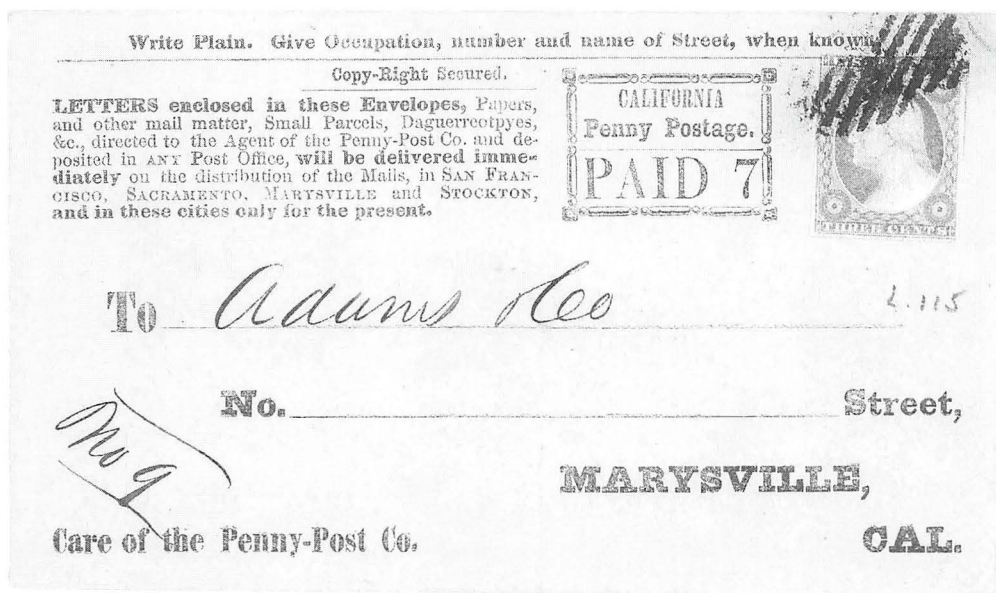 Write Plain. Give Occupation, number and name of Street, when known.
Copy-Right Secured.
LETTERS enclosed in these Envelopes, Papers,
and other mail matter, Small Parcels, Daguerreotpyes,
&c., directed to the Agent of the Penny-Post Co. and de-
posited in ANY Post Office, will be delivered imme-
diately on the distribution of the Mails, in SAN FRAN-
CISCO, SACRAMENTO, MARYSVILLE and STOCKTON,
and in these cities only for the present.
CALIFORNIA
Penny Postage.
PAID 7
THREE CENTS
To Adams & Co
L.115
No. Street,
No 9
MARYSVILLE,
Care of the Penny-Post Co.
CAL.